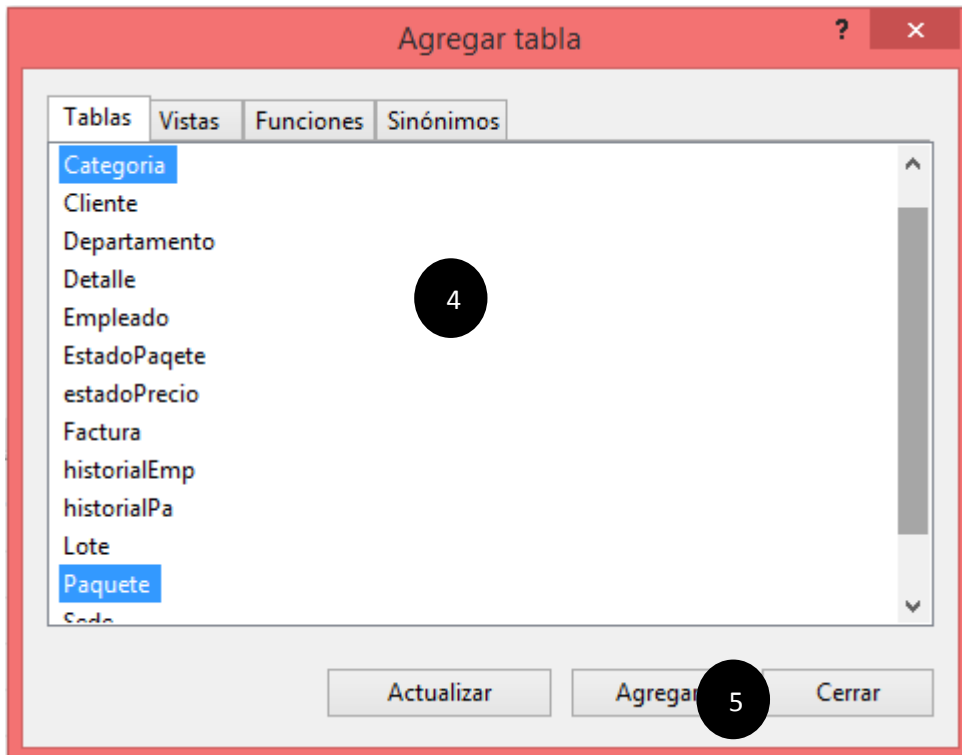 Agregar tabla ? ×
Tablas Vistas Funciones Sinónimos
Categoria
Cliente
Departamento
Detalle
4
Empleado
EstadoPaqete
estadoPrecio
Factura
historialEmp
historialPa
Lote
Paquete
Actualizar Agregar 5 Cerrar